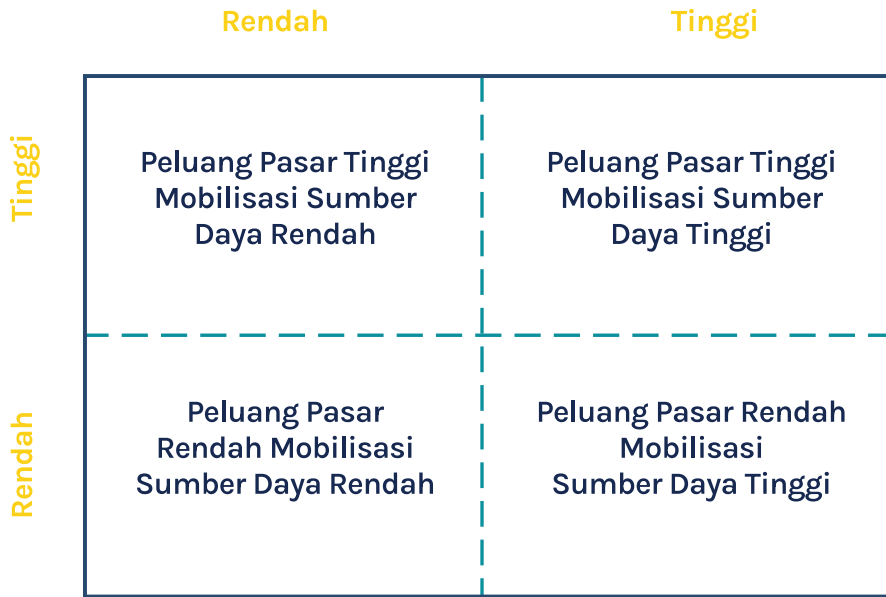 Rendah
Tinggi
Tinggi
Peluang Pasar Tinggi
Mobilisasi Sumber
Daya Rendah
Peluang Pasar Tinggi
Mobilisasi Sumber
Daya Tinggi
Rendah
Peluang Pasar
Rendah Mobilisasi
Sumber Daya Rendah
Peluang Pasar Rendah
Mobilisasi
Sumber Daya Tinggi